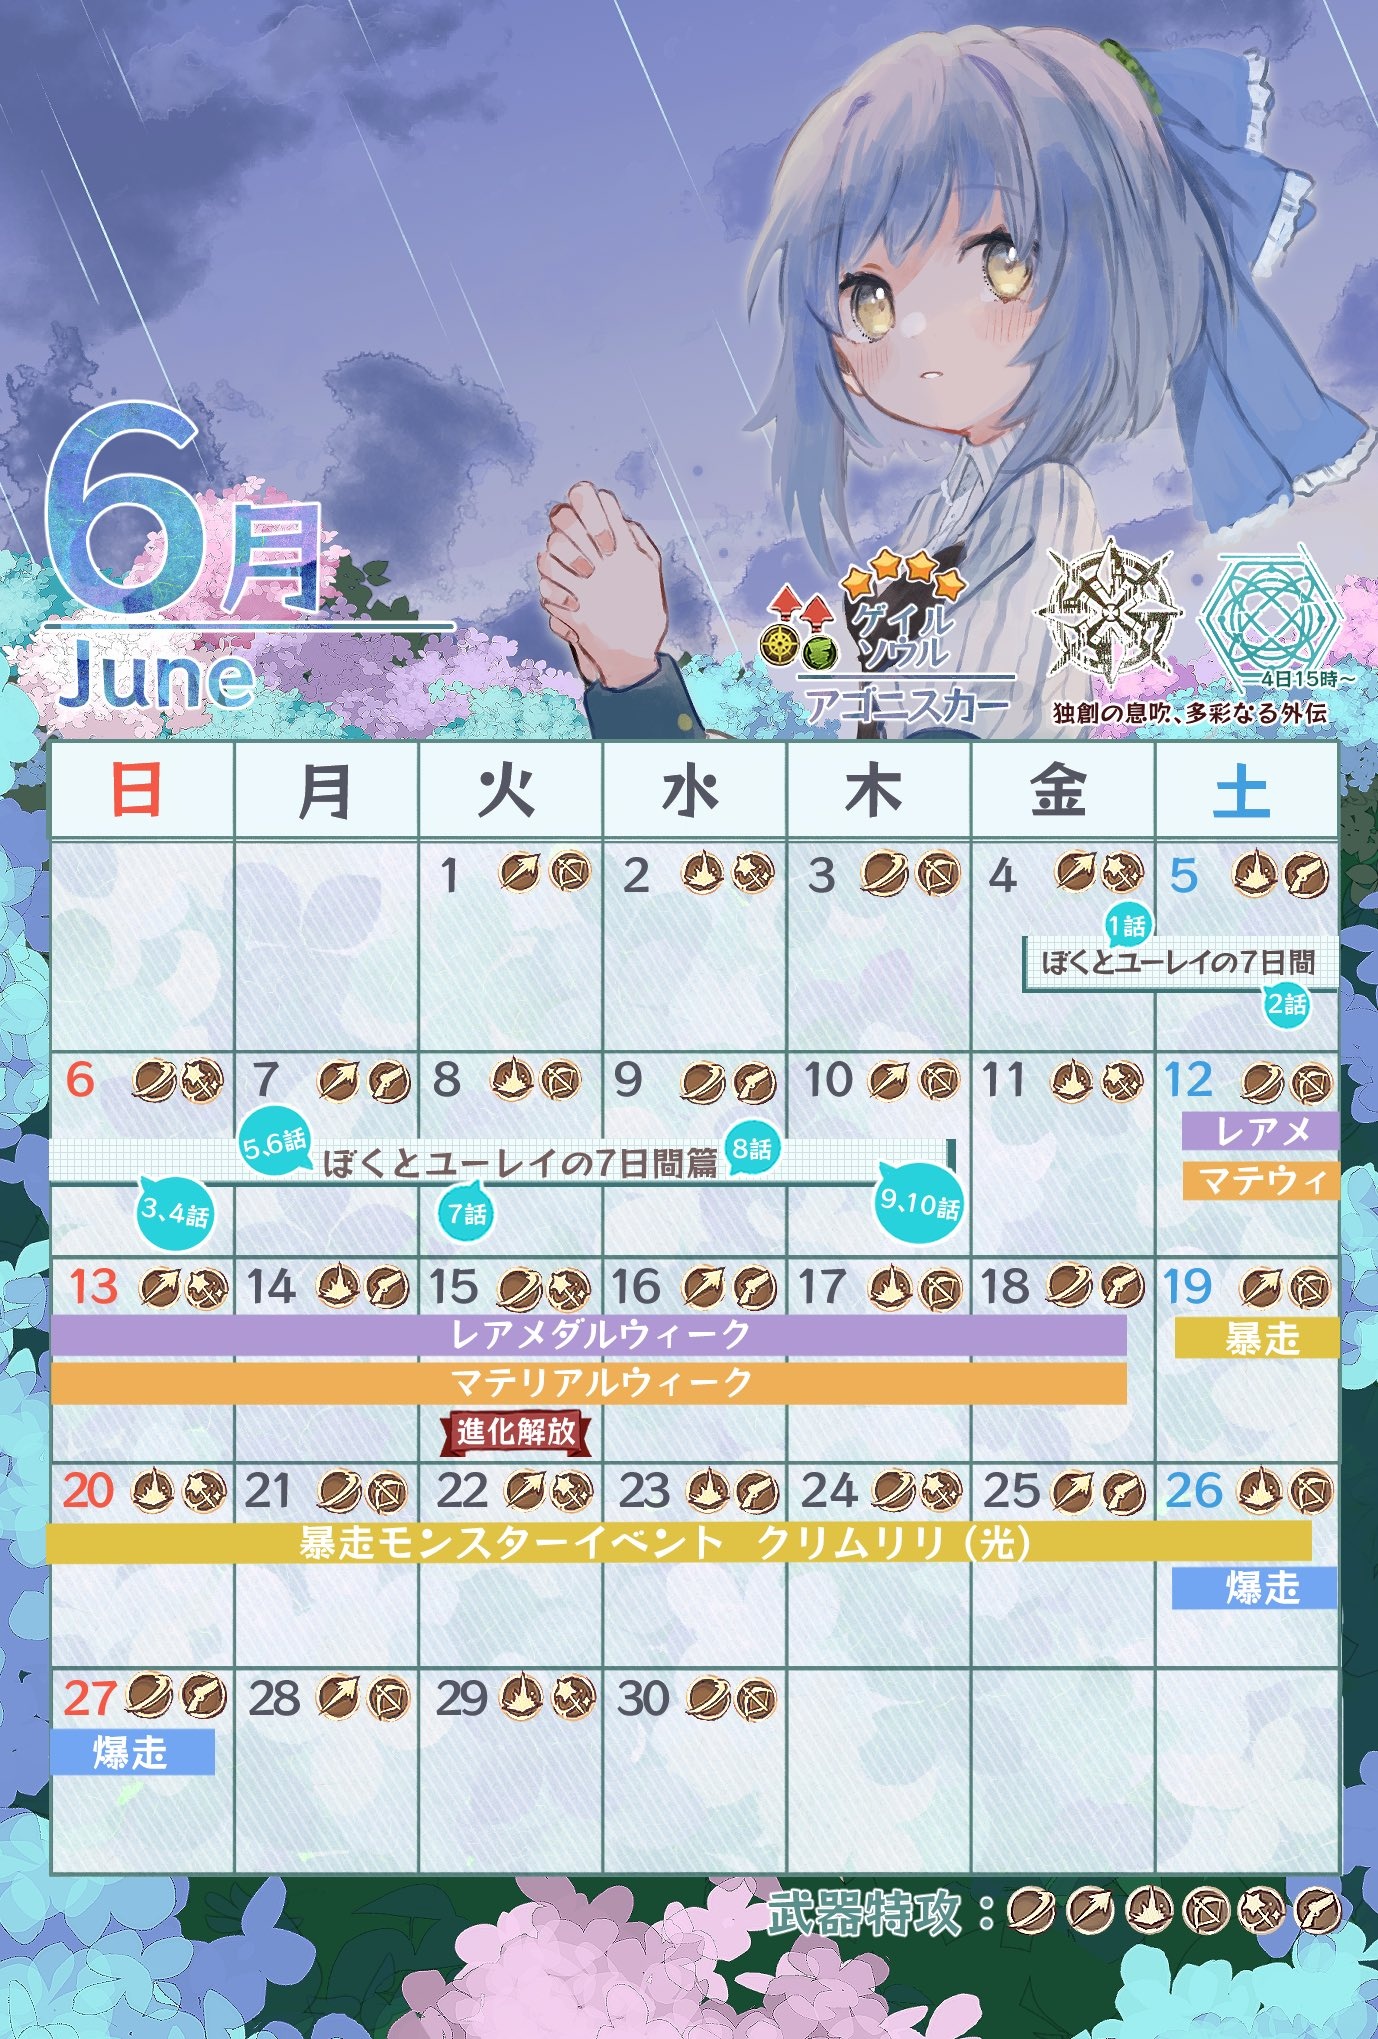 6月
June
ゲイル
ソウル
アゴニスカー
4日15時～
独創の息吹、多彩なる外伝
日 月 火 水 木 金 土
1 2 3 4 5
1話
ぼくとユーレイの7日間
2話
6 7 8 9 10 11 12
レアメ
マテウィ
5、6話
ぼくとユーレイの7日間篇
8話
3、4話
7話
9、10話
13 14 15 16 17 18 19
レアメダルウィーク
暴走
マテリアルウィーク
進化解放
20 21 22 23 24 25 26
暴走モンスターイベント クリムリリ (光)
爆走
27 28 29 30
爆走
武器特攻：